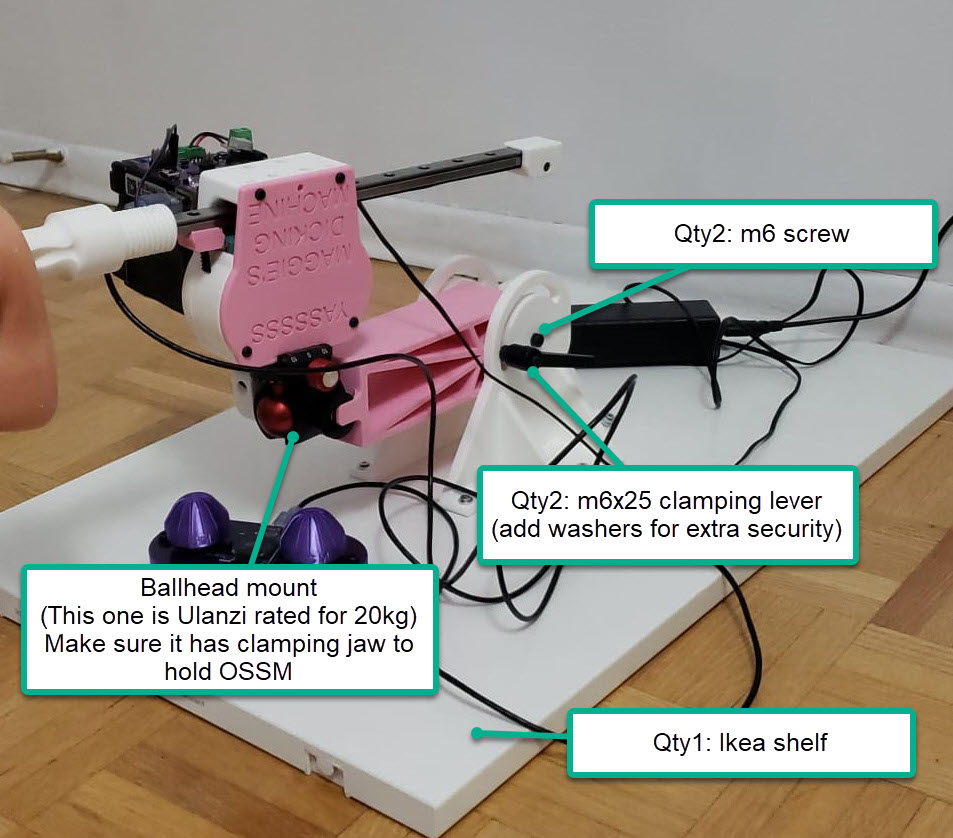 MAGGIE'S
DICKING
MACHINE
YASSSSS
Qty2: m6 screw
Qty2: m6x25 clamping lever
(add washers for extra security)
Ballhead mount
(This one is Ulanzi rated for 20kg)
Make sure it has clamping jaw to
hold OSSM
Qty1: Ikea shelf